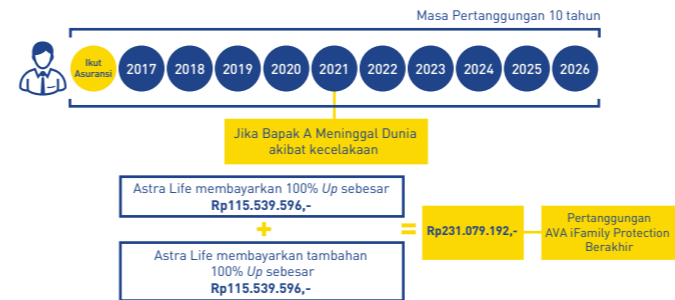 Masa Pertanggungan 10 tahun
Ikut
Asuransi
2017
2018
2019
2020
2021
2022
2023
2024
2025
2026
Jika Bapak A Meninggal Dunia
akibat kecelakaan
Astra Life membayarkan 100% Up sebesar
Rp115.539.596,-
+
Astra Life membayarkan tambahan
100% Up sebesar
Rp115.539.596,-
=
Rp231.079.192,-
Pertanggungan
AVA iFamily Protection
Berakhir